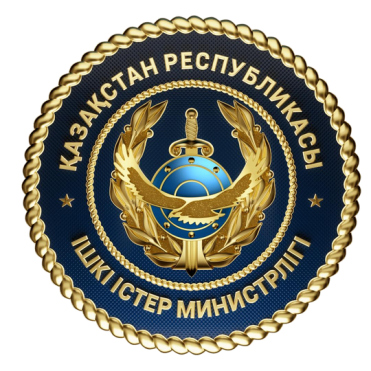 ҚАЗАҚСТАН РЕСПУБЛИКАСЫ
ІШКІ ІСТЕР МИНИСТРЛІГІ